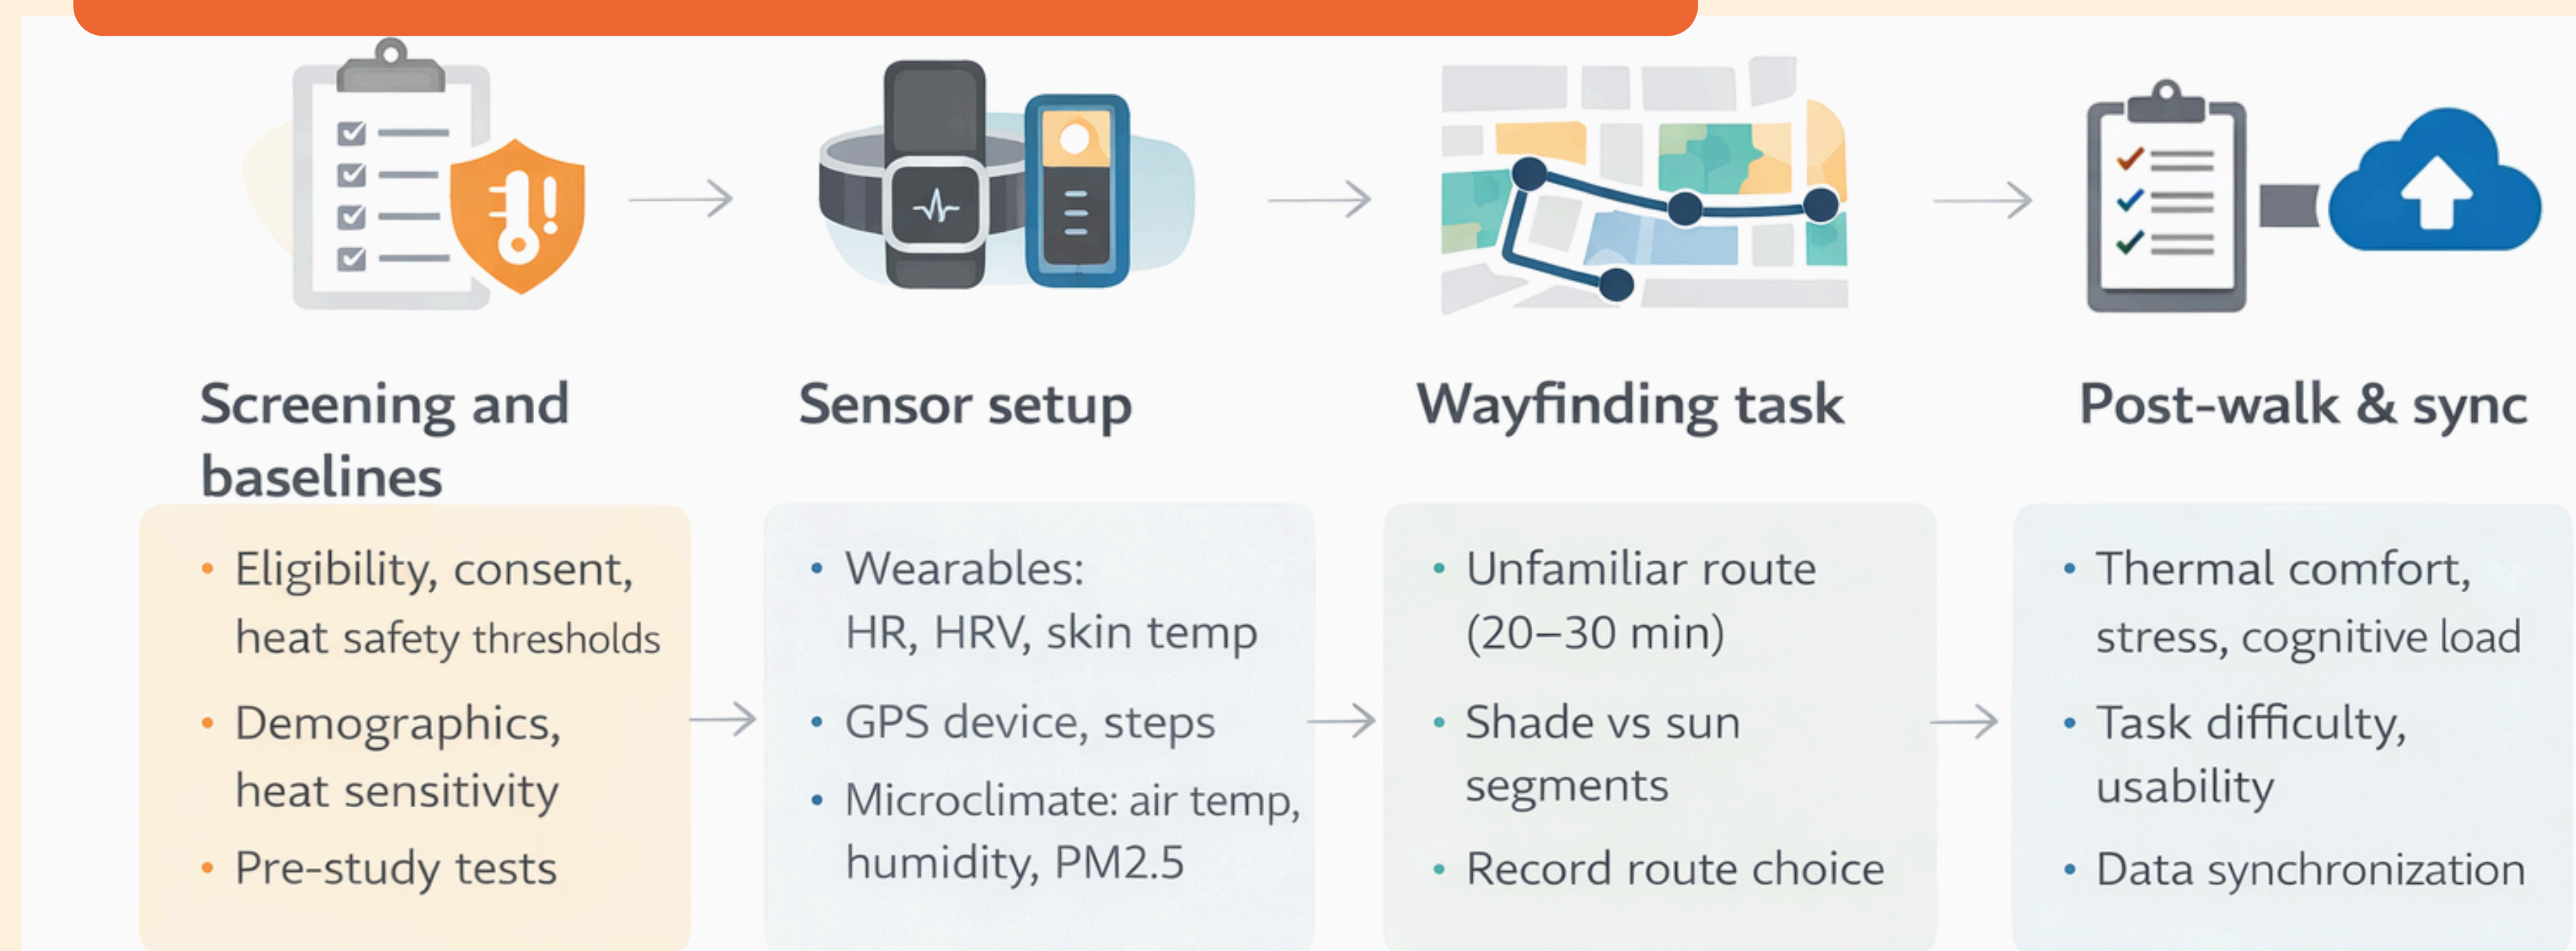 Screening and
baselines
• Eligibility, consent,
heat safety thresholds
• Demographics,
heat sensitivity
• Pre-study tests
Sensor setup
• Wearables:
HR, HRV, skin temp
• GPS device, steps
• Microclimate: air temp,
humidity, PM2.5
Wayfinding task
• Unfamiliar route
(20–30 min)
• Shade vs sun
segments
• Record route choice
Post-walk & sync
• Thermal comfort,
stress, cognitive load
• Task difficulty,
usability
• Data synchronization